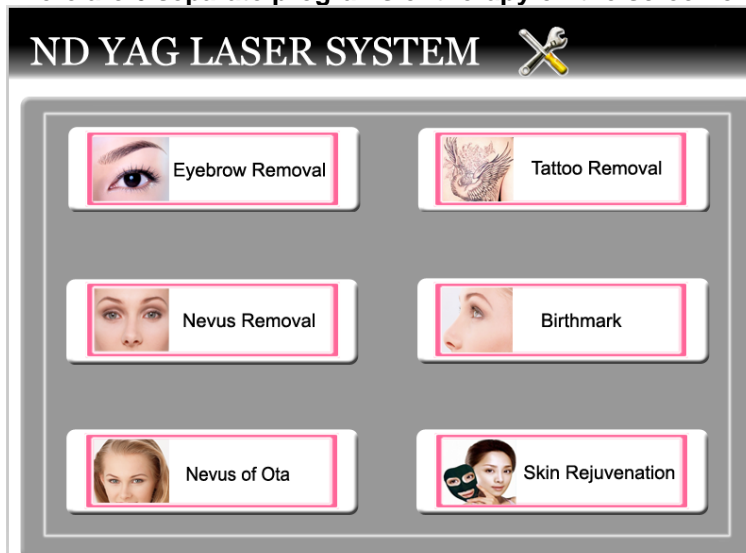 ND YAG LASER SYSTEM
Eyebrow Removal
Tattoo Removal
Nevus Removal
Birthmark
Nevus of Ota
Skin Rejuvenation